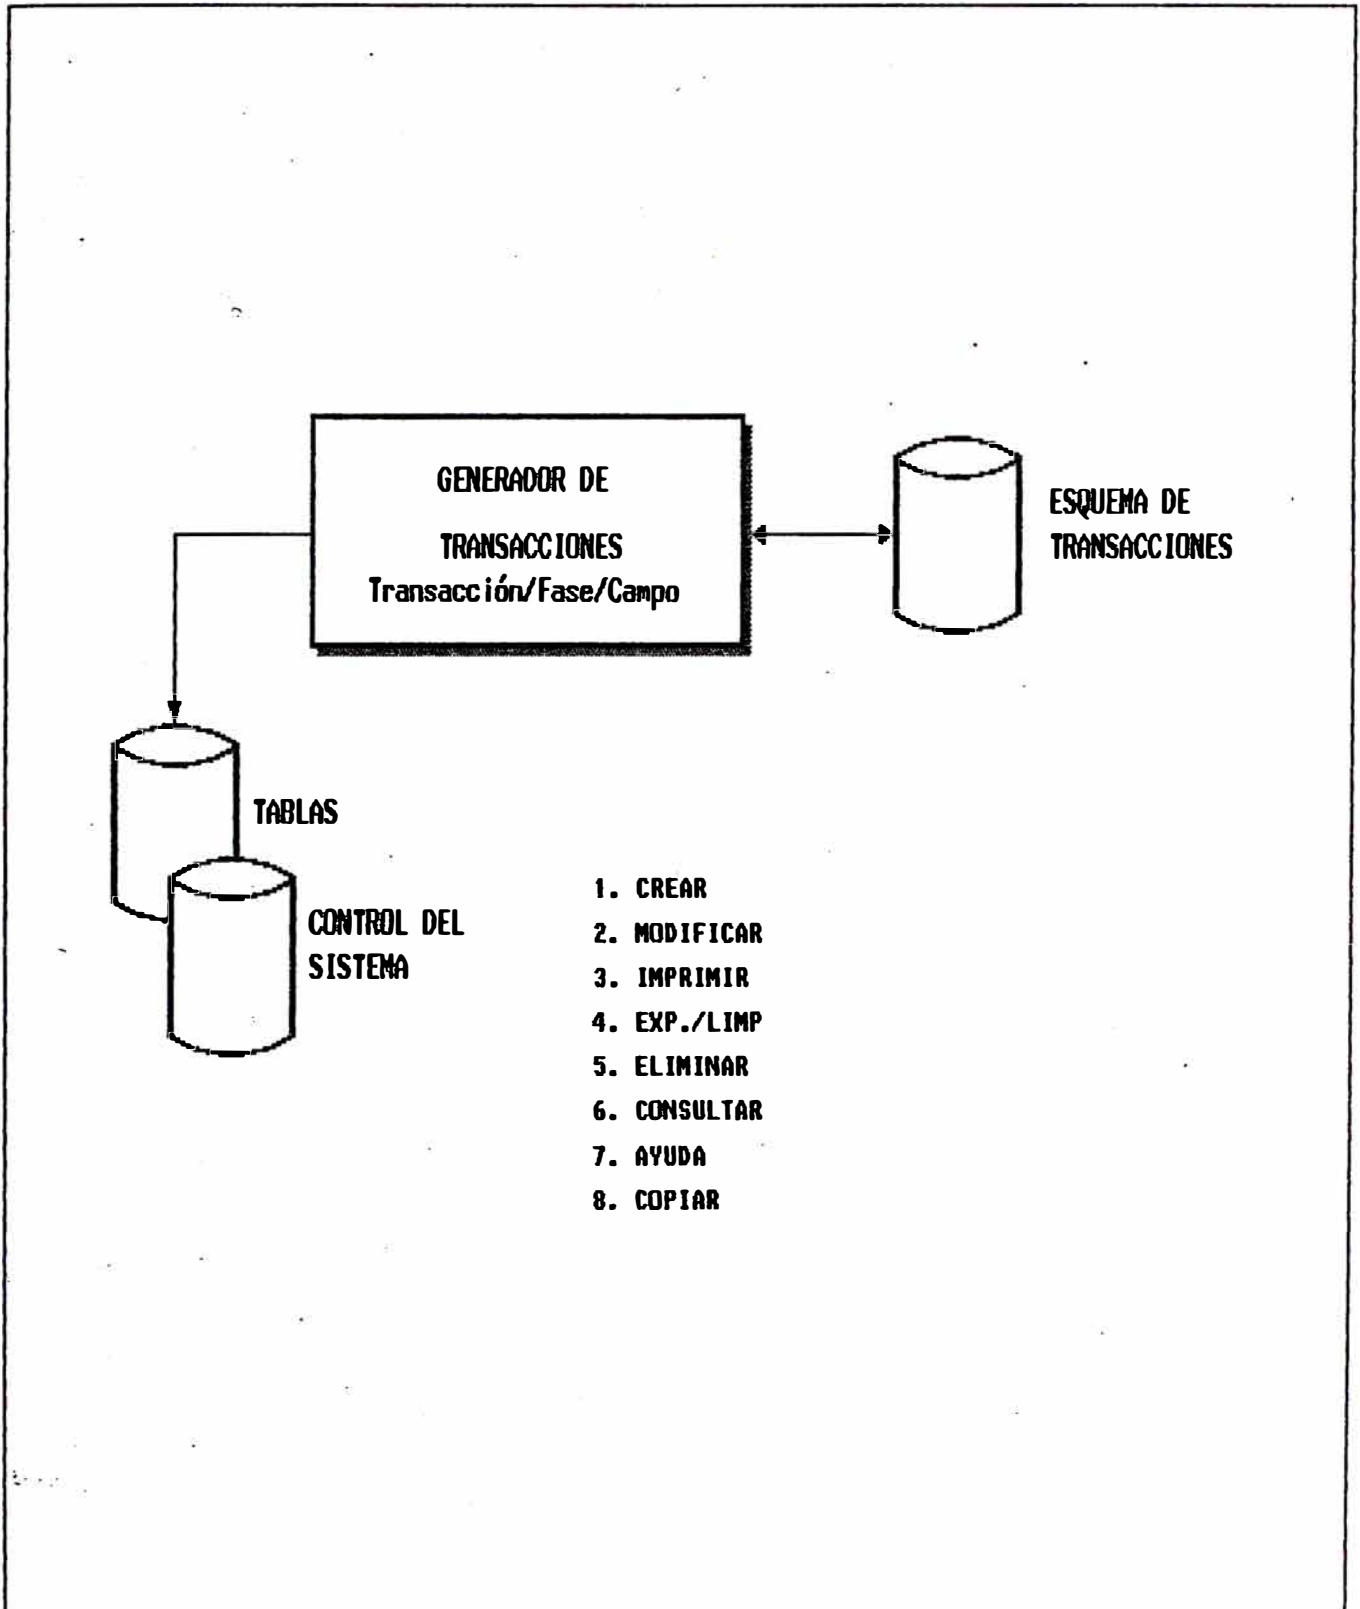 GENERADOR DE
TRANSACCIONES
Transacción/Fase/Campo
ESQUEMA DE
TRANSACCIONES
TABLAS
CONTROL DEL
SISTEMA
1. CREAR
2. MODIFICAR
3. IMPRIMIR
4. EXP./LIMP
5. ELIMINAR
6. CONSULTAR
7. AYUDA
8. COPIAR